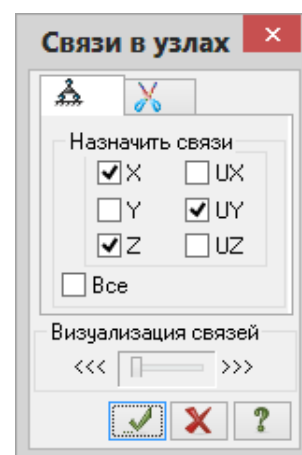 Связи в узлах
Назначить связи
X UX
Y UY
Z UZ
Все
Визуализация связей
<<< >>>
?